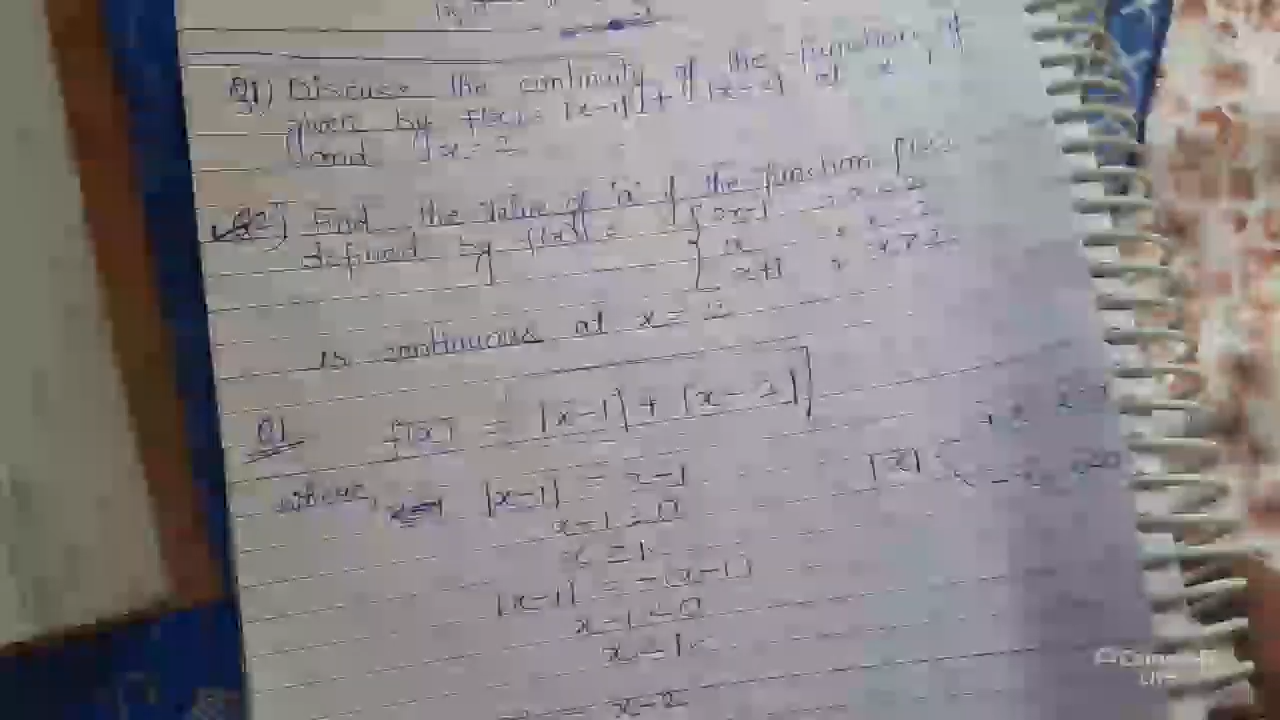 Q1) Discuss the continuity of the function, f
given by f(x) = |x-1| + |x-2| at x
and x = 2
Find the value of 'a' if the function f(x)
defined by f(x) = { 2x-1 , x < 2
a , x = 2
x+1 , x > 2
is continuous at x = 2
Q1 f(x) = |x-1| + |x-2|
where, |x-1| = x-1
x-1 ≥ 0
x ≥ 1
|x-1| = -(x-1)
x-1 < 0
x < 1
x-2